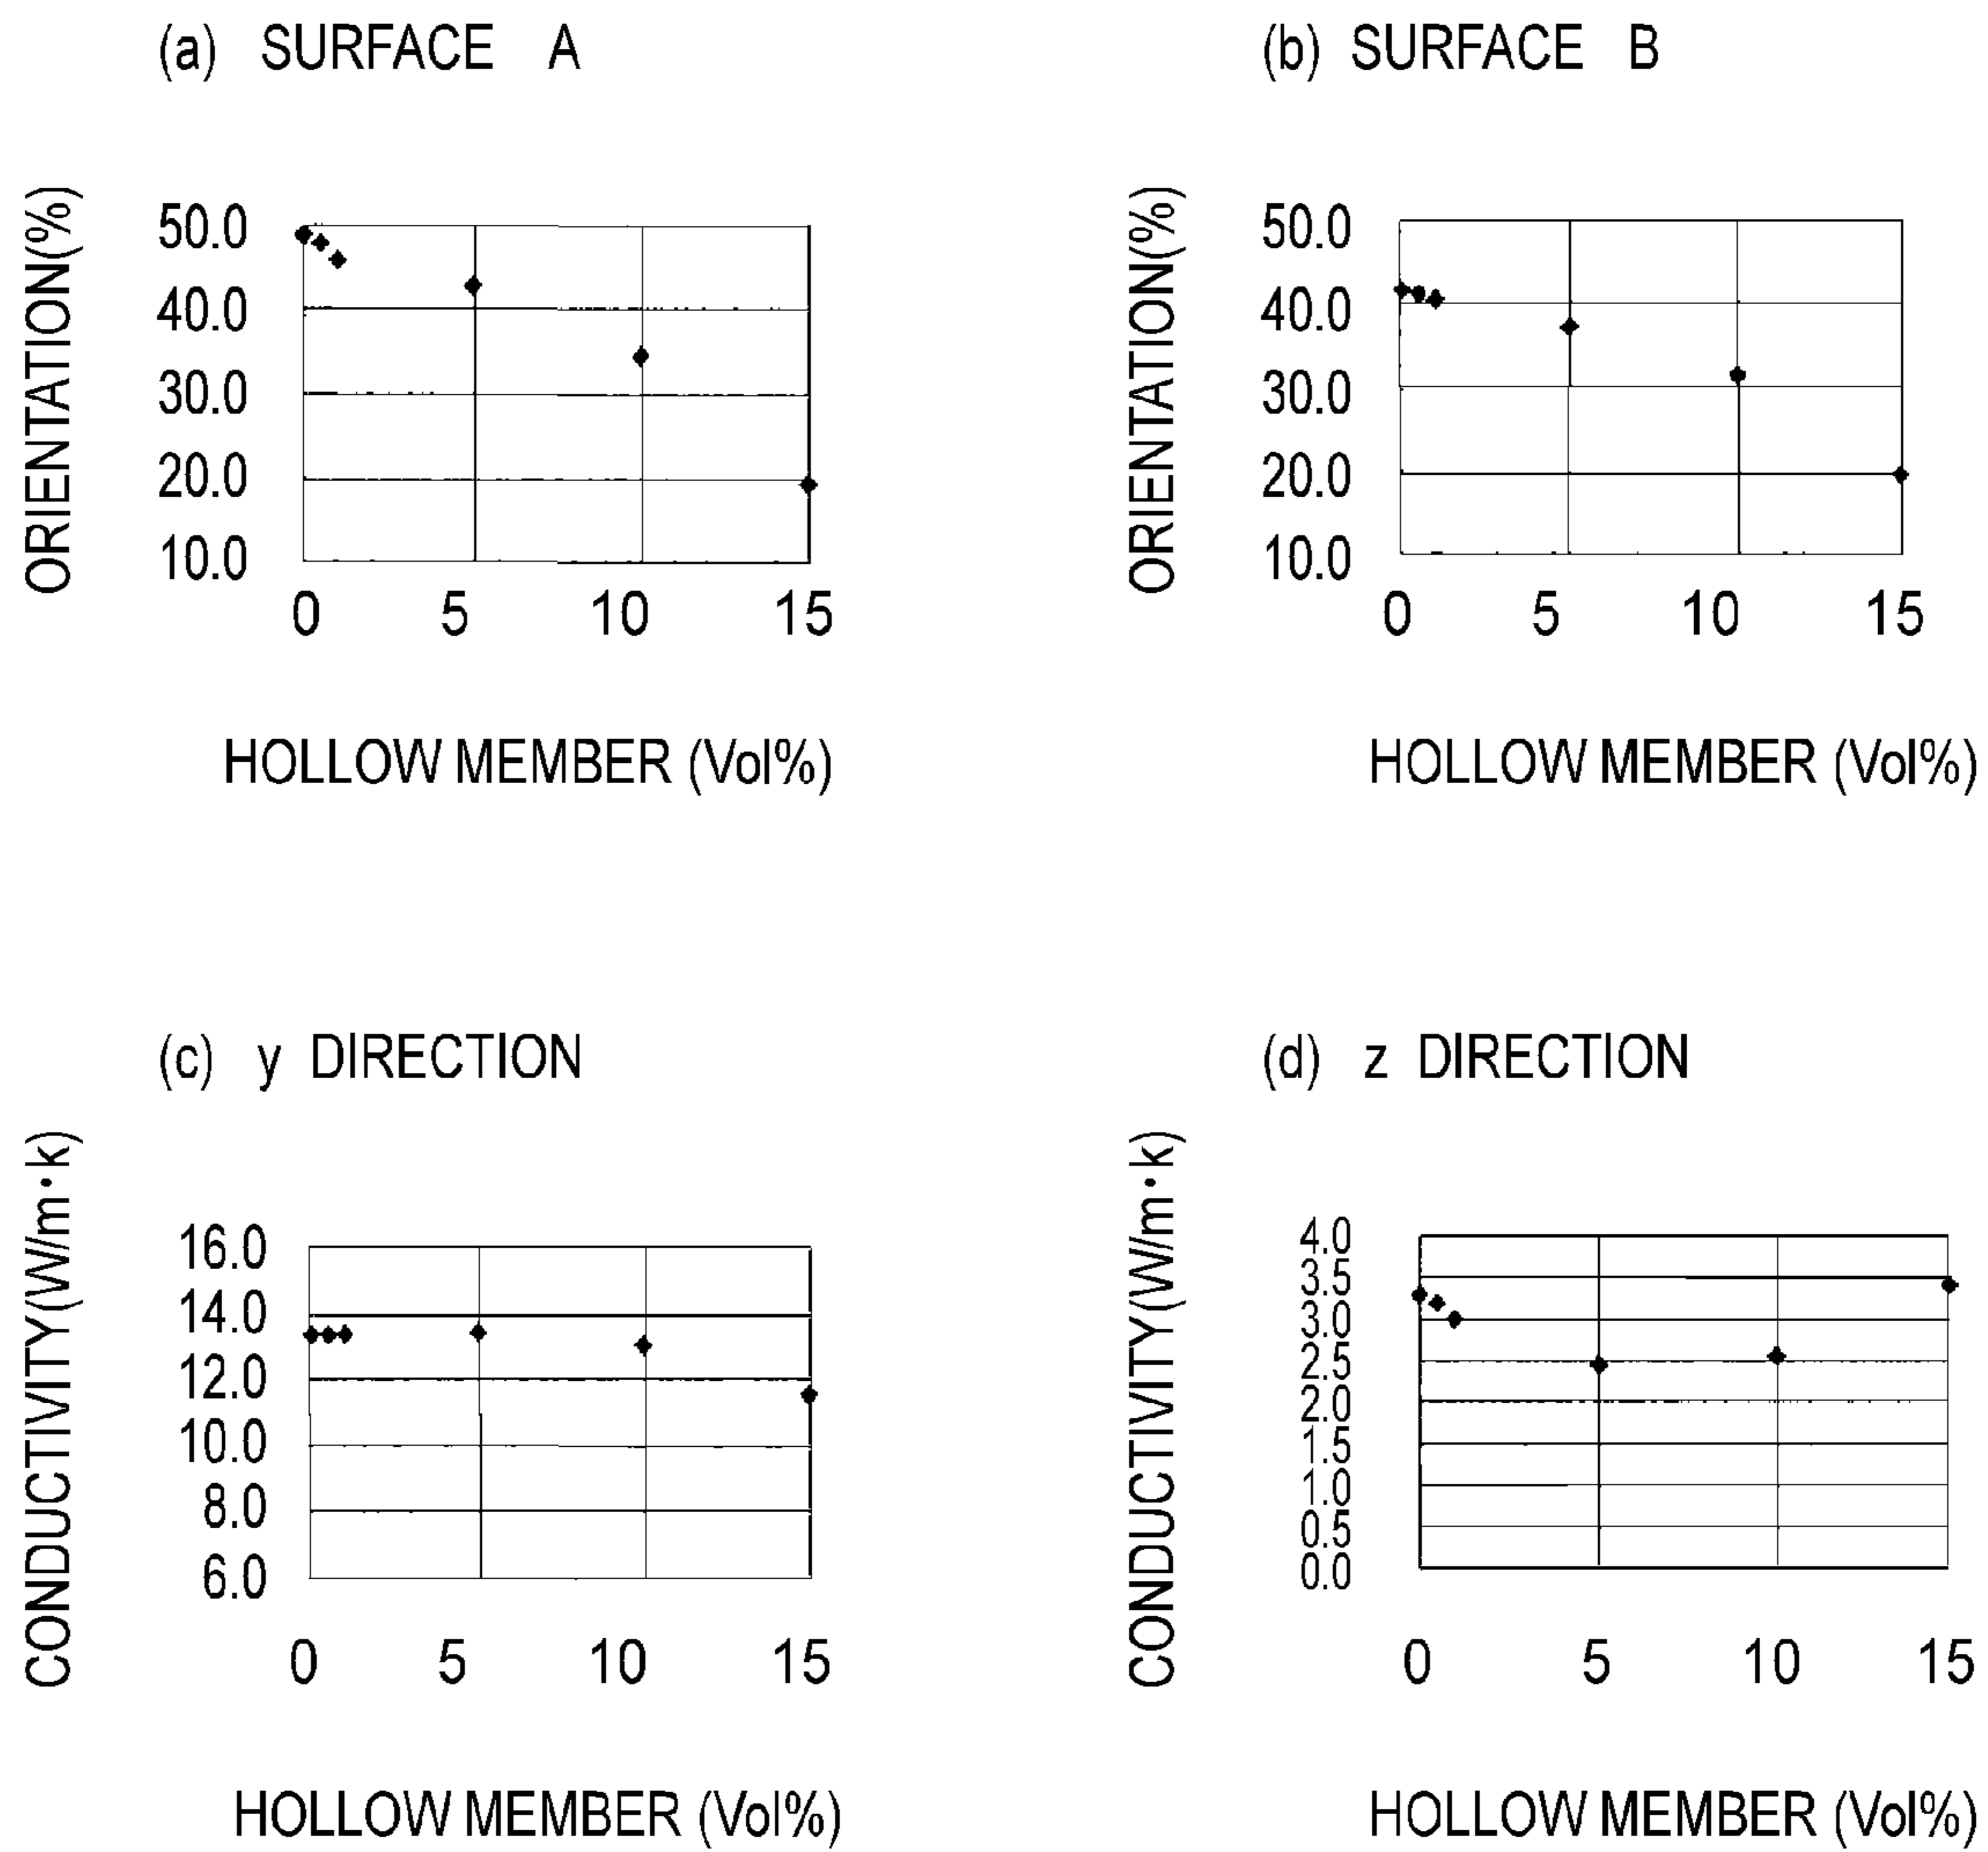 (a) SURFACE A
ORIENTATION(%)
50.0
40.0
30.0
20.0
10.0
0 5 10 15
HOLLOW MEMBER (Vol%)
(b) SURFACE B
ORIENTATION(%)
50.0
40.0
30.0
20.0
10.0
0 5 10 15
HOLLOW MEMBER (Vol%)
(c) y DIRECTION
CONDUCTIVITY(W/m·k)
16.0
14.0
12.0
10.0
8.0
6.0
0 5 10 15
HOLLOW MEMBER (Vol%)
(d) z DIRECTION
CONDUCTIVITY(W/m·k)
4.0
3.5
3.0
2.5
2.0
1.5
1.0
0.5
0.0
0 5 10 15
HOLLOW MEMBER (Vol%)